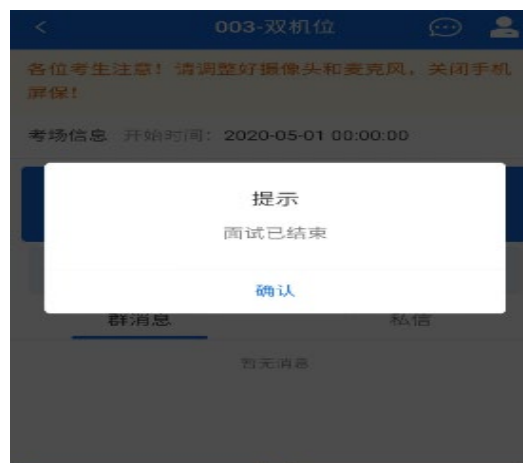 003-双机位
各位考生注意！请调整好摄像头和麦克风，关闭手机
屏保！
考场信息 开始时间：2020-05-01 00:00:00
提示
面试已结束
确认
群消息 私信
暂无消息